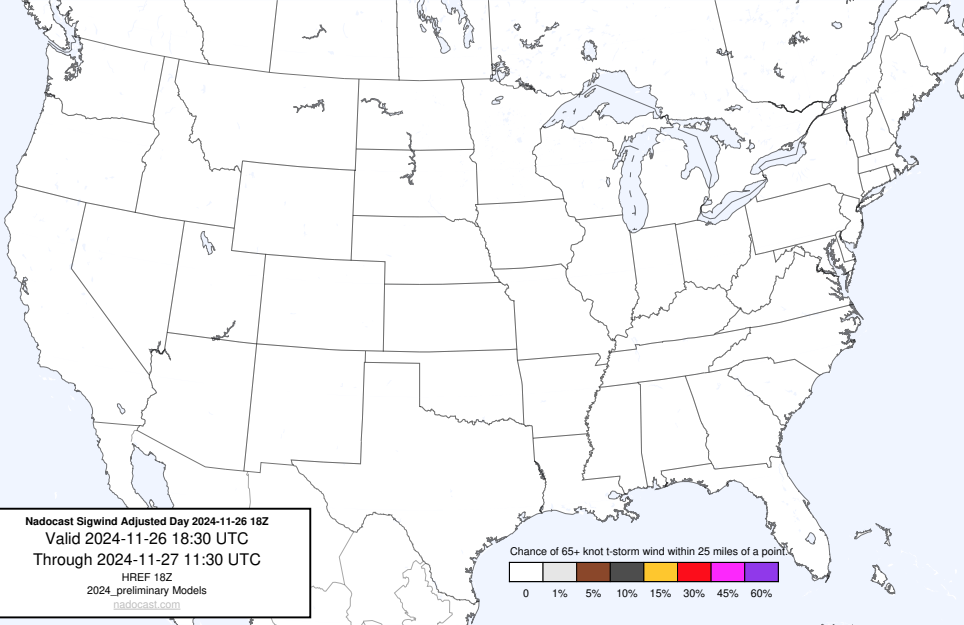 Nadocast Sigwind Adjusted Day 2024-11-26 18Z
Valid 2024-11-26 18:30 UTC
Through 2024-11-27 11:30 UTC
HREF 18Z
2024_preliminary Models
nadocast.com
Chance of 65+ knot t-storm wind within 25 miles of a point.
0 1% 5% 10% 15% 30% 45% 60%